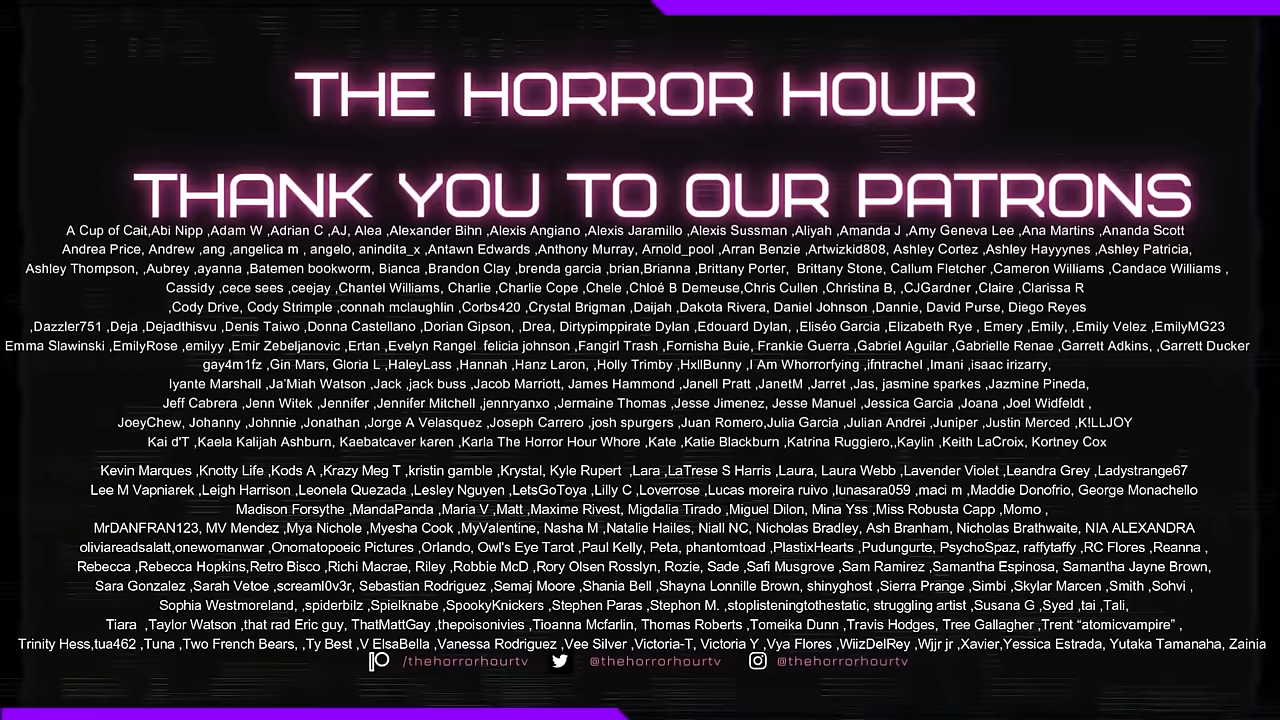 THE HORROR HOUR
THANK YOU TO OUR PATRONS
A Cup of Cait,Abi Nipp ,Adam W ,Adrian C ,AJ, Alea ,Alexander Bihn ,Alexis Angiano ,Alexis Jaramillo ,Alexis Sussman ,Aliyah ,Amanda J ,Amy Geneva Lee ,Ana Martins ,Ananda Scott
Andrea Price, Andrew ,ang ,angelica m , angelo, anindita_x ,Antawn Edwards ,Anthony Murray, Arnold_pool ,Arran Benzie ,Artwizkid808, Ashley Cortez ,Ashley Hayyynes ,Ashley Patricia,
Ashley Thompson, ,Aubrey ,ayanna ,Batemen bookworm, Bianca ,Brandon Clay ,brenda garcia ,brian,Brianna ,Brittany Porter, Brittany Stone, Callum Fletcher ,Cameron Williams ,Candace Williams ,
Cassidy ,cece sees ,ceejay ,Chantel Williams, Charlie ,Charlie Cope ,Chele ,Chloé B Demeuse,Chris Cullen ,Christina B, ,CJGardner ,Claire ,Clarissa R
,Cody Drive, Cody Strimple ,connah mclaughlin ,Corbs420 ,Crystal Brigman ,Daijah ,Dakota Rivera, Daniel Johnson ,Dannie, David Purse, Diego Reyes
,Dazzler751 ,Deja ,Dejadthisvu ,Denis Taiwo ,Donna Castellano ,Dorian Gipson, ,Drea, Dirtypimppirate Dylan ,Edouard Dylan, ,Eliséo Garcia ,Elizabeth Rye , Emery ,Emily, ,Emily Velez ,EmilyMG23
Emma Slawinski ,EmilyRose ,emilyy ,Emir Zebeljanovic ,Ertan ,Evelyn Rangel felicia johnson ,Fangirl Trash ,Fornisha Buie, Frankie Guerra ,Gabriel Aguilar ,Gabrielle Renae ,Garrett Adkins, ,Garrett Ducker
gay4m1fz ,Gin Mars, Gloria L ,HaleyLass ,Hannah ,Hanz Laron, ,Holly Trimby ,HxllBunny ,I Am Whorrorfying ,ifntrachel ,Imani ,isaac irizarry,
Iyante Marshall ,Ja'Miah Watson ,Jack ,jack buss ,Jacob Marriott, James Hammond ,Janell Pratt ,JanetM ,Jarret ,Jas, jasmine sparkes ,Jazmine Pineda,
Jeff Cabrera ,Jenn Witek ,Jennifer ,Jennifer Mitchell ,jennryanxo ,Jermaine Thomas ,Jesse Jimenez, Jesse Manuel ,Jessica Garcia ,Joana ,Joel Widfeldt ,
JoeyChew, Johanny ,Johnnie ,Jonathan ,Jorge A Velasquez ,Joseph Carrero ,josh spurgers ,Juan Romero,Julia Garcia ,Julian Andrei ,Juniper ,Justin Merced ,K!LLJOY
Kai d'T ,Kaela Kalijah Ashburn, Kaebatcaver karen ,Karla The Horror Hour Whore ,Kate ,Katie Blackburn ,Katrina Ruggiero,,Kaylin ,Keith LaCroix, Kortney Cox
Kevin Marques ,Knotty Life ,Kods A ,Krazy Meg T ,kristin gamble ,Krystal, Kyle Rupert ,Lara ,LaTrese S Harris ,Laura, Laura Webb ,Lavender Violet ,Leandra Grey ,Ladystrange67
Lee M Vapniarek ,Leigh Harrison ,Leonela Quezada ,Lesley Nguyen ,LetsGoToya ,Lilly C ,Loverrose ,Lucas moreira ruivo ,lunasara059 ,maci m ,Maddie Donofrio, George Monachello
Madison Forsythe ,MandaPanda ,Maria V ,Matt ,Maxime Rivest, Migdalia Tirado ,Miguel Dilon, Mina Yss ,Miss Robusta Capp ,Momo ,
MrDANFRAN123, MV Mendez ,Mya Nichole ,Myesha Cook ,MyValentine, Nasha M ,Natalie Hailes, Niall NC, Nicholas Bradley, Ash Branham, Nicholas Brathwaite, NIA ALEXANDRA
oliviareadsalatt,onewomanwar ,Onomatopoeic Pictures ,Orlando, Owl's Eye Tarot ,Paul Kelly, Peta, phantomtoad ,PlastixHearts ,Pudungurte, PsychoSpaz, raffytaffy ,RC Flores ,Reanna ,
Rebecca ,Rebecca Hopkins,Retro Bisco ,Richi Macrae, Riley ,Robbie McD ,Rory Olsen Rosslyn, Rozie, Sade ,Safi Musgrove ,Sam Ramirez ,Samantha Espinosa, Samantha Jayne Brown,
Sara Gonzalez ,Sarah Vetoe ,screaml0v3r, Sebastian Rodriguez ,Semaj Moore ,Shania Bell ,Shayna Lonnille Brown, shinyghost ,Sierra Prange ,Simbi ,Skylar Marcen ,Smith ,Sohvi ,
Sophia Westmoreland, ,spiderbilz ,Spielknabe ,SpookyKnickers ,Stephen Paras ,Stephon M. ,stoplisteningtothestatic, struggling artist ,Susana G ,Syed ,tai ,Tali,
Tiara ,Taylor Watson ,that rad Eric guy, ThatMattGay ,thepoisonivies ,Tioanna Mcfarlin, Thomas Roberts ,Tomeika Dunn ,Travis Hodges, Tree Gallagher ,Trent “atomicvampire” ,
Trinity Hess,tua462 ,Tuna ,Two French Bears, ,Ty Best ,V ElsaBella ,Vanessa Rodriguez ,Vee Silver ,Victoria-T, Victoria Y ,Vya Flores ,WiizDelRey ,Wjjr jr ,Xavier,Yessica Estrada, Yutaka Tamanaha, Zainia
/thehorrorhourtv @thehorrorhourtv @thehorrorhourtv